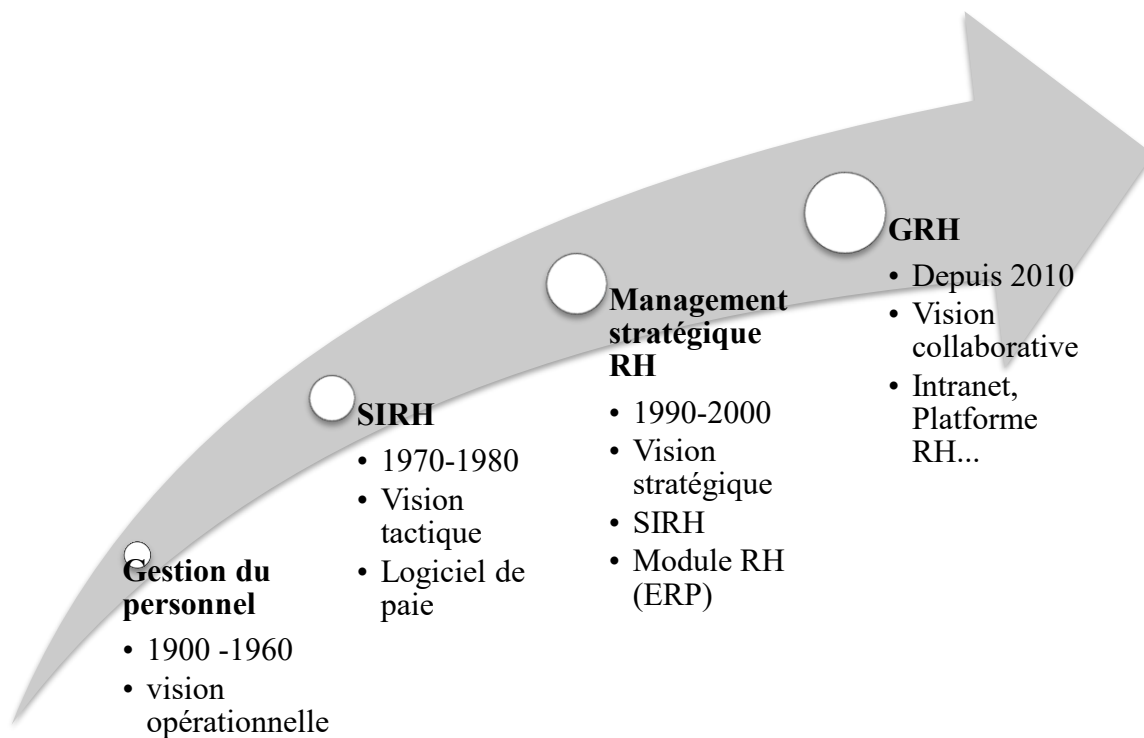 Gestion du
personnel
• 1900 -1960
• vision
opérationnelle
SIRH
• 1970-1980
• Vision
tactique
• Logiciel de
paie
Management
stratégique
RH
• 1990-2000
• Vision
stratégique
• SIRH
• Module RH
(ERP)
GRH
• Depuis 2010
• Vision
collaborative
• Intranet,
Platforme
RH...